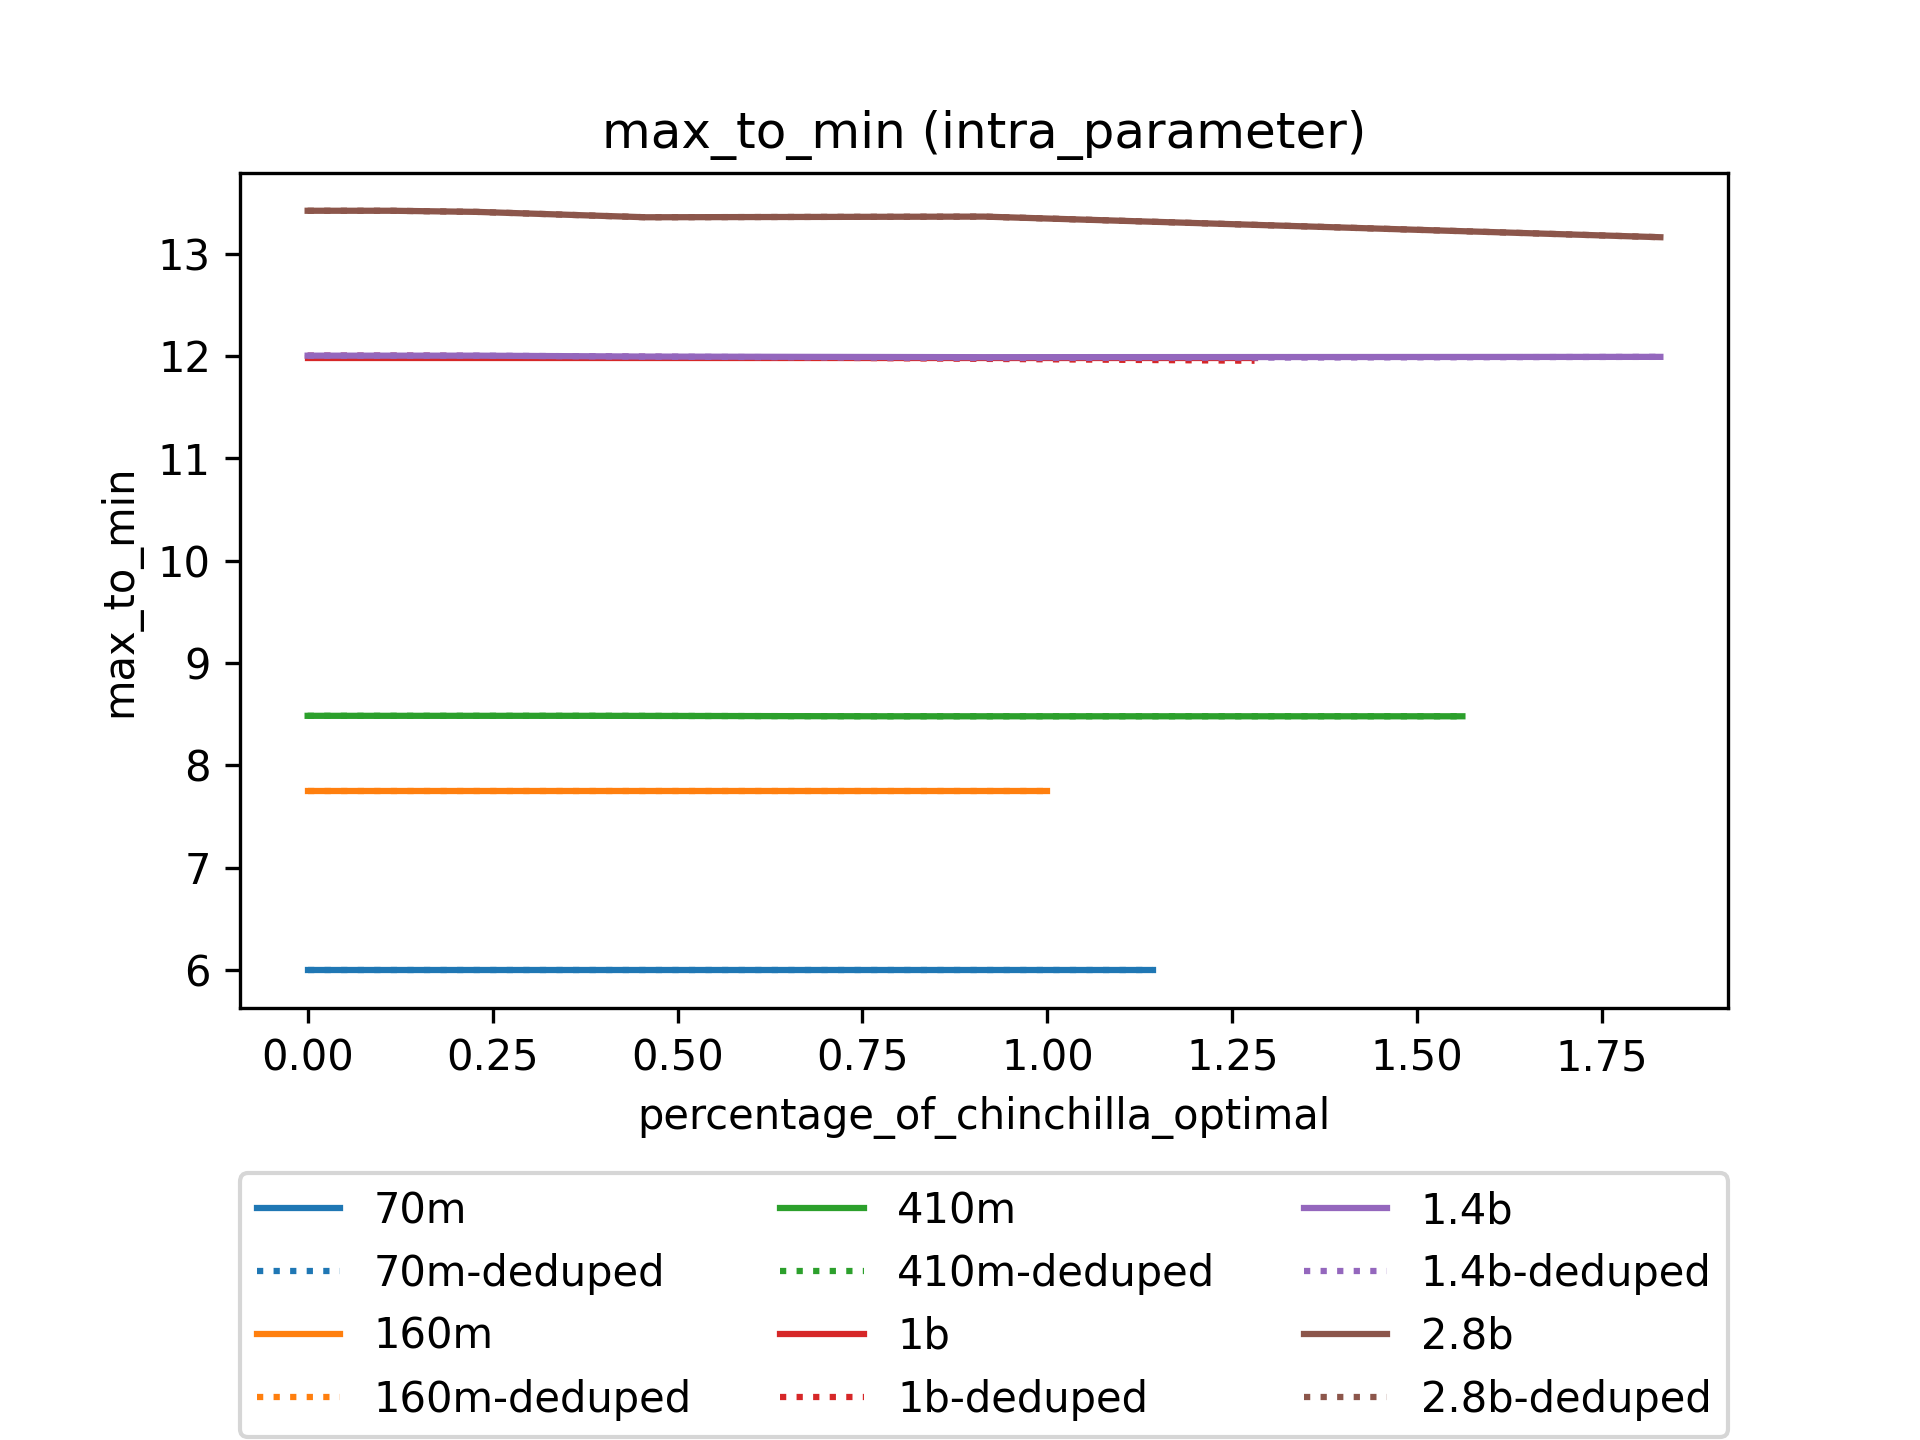 max_to_min (intra_parameter)
max_to_min
13
12
11
10
9
8
7
6
0.00 0.25 0.50 0.75 1.00 1.25 1.50 1.75
percentage_of_chinchilla_optimal
70m
70m-deduped
160m
160m-deduped
410m
410m-deduped
1b
1b-deduped
1.4b
1.4b-deduped
2.8b
2.8b-deduped